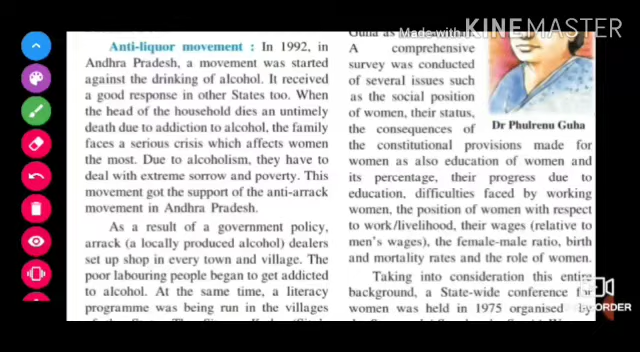 Made with KINEMASTER
Anti-liquor movement : In 1992, in
Andhra Pradesh, a movement was started
against the drinking of alcohol. It received
a good response in other States too. When
the head of the household dies an untimely
death due to addiction to alcohol, the family
faces a serious crisis which affects women
the most. Due to alcoholism, they have to
deal with extreme sorrow and poverty. This
movement got the support of the anti-arrack
movement in Andhra Pradesh.
As a result of a government policy,
arrack (a locally produced alcohol) dealers
set up shop in every town and village. The
poor labouring people began to get addicted
to alcohol. At the same time, a literacy
programme was being run in the villages
Guha as
A comprehensive
survey was conducted
of several issues such
as the social position
of women, their status,
the consequences of
Dr Phulrenu Guha
the constitutional provisions made for
women as also education of women and
its percentage, their progress due to
education, difficulties faced by working
women, the position of women with respect
to work/livelihood, their wages (relative to
men's wages), the female-male ratio, birth
and mortality rates and the role of women.
Taking into consideration this entire
background, a State-wide conference for
women was held in 1975 organised by
RDER